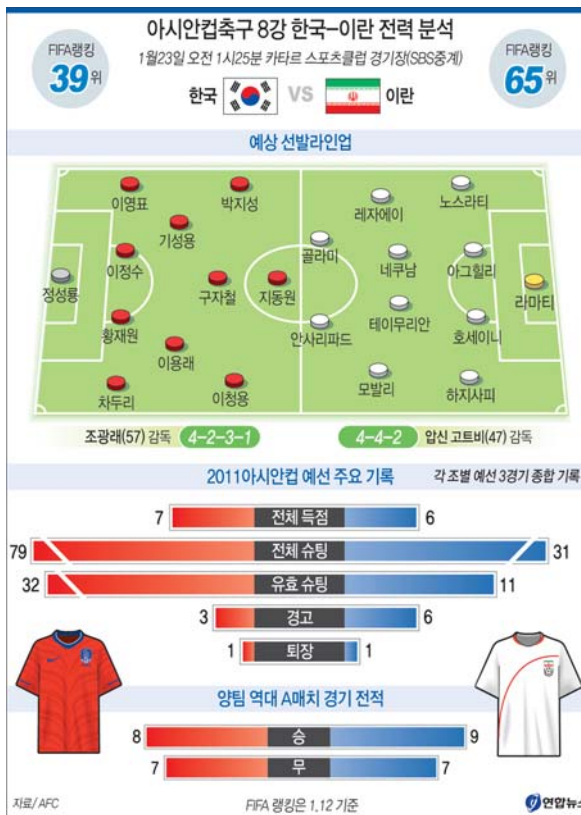 아시안컵축구 8강 한국-이란 전력 분석
1월23일 오전 1시25분 카타르 스포츠클럽 경기장(SBS중계)
FIFA랭킹
39위
FIFA랭킹
65위
한국 VS 이란
예상 선발라인업
이영표
박지성
기성용
이정수
정성룡
구자철
지동원
황재원
이용래
차두리
이청용
레자에이
노스라티
골라미
네쿠남
아그힐리
라마티
안사리파드
테이무리안
호세이니
모발리
하지사피
조광래(57) 감독 4-2-3-1
4-4-2 압신 고트비(47) 감독
2011아시안컵 예선 주요 기록
각 조별 예선 3경기 종합 기록
7 전체 득점 6
79 전체 슈팅 31
32 유효 슈팅 11
3 경고 6
1 퇴장 1
양팀 역대 A매치 경기 전적
8 승 9
7 무 7
자료/AFC
FIFA 랭킹은 1.12 기준
연합뉴스